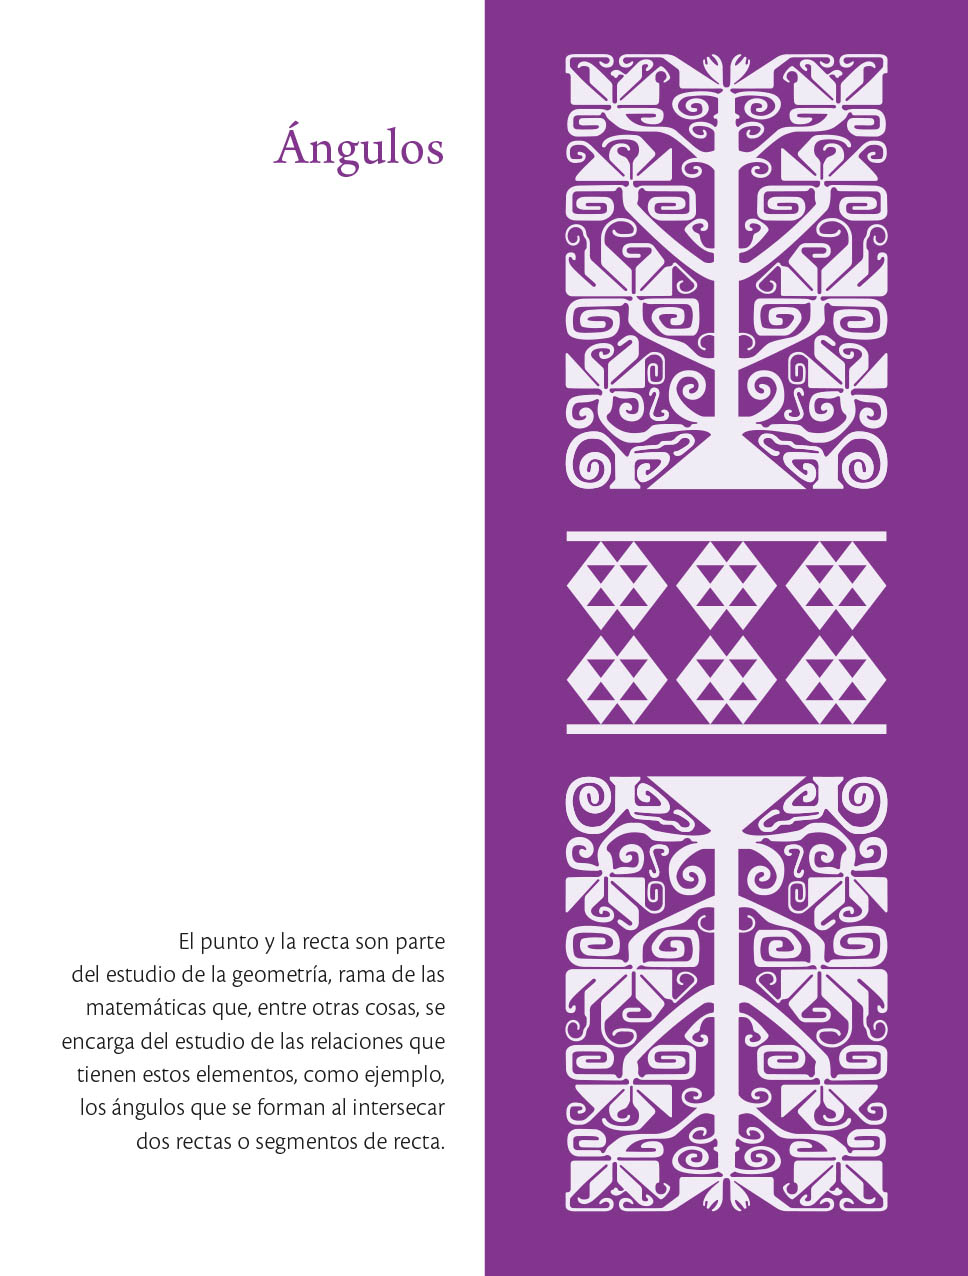 Ángulos
El punto y la recta son parte
del estudio de la geometría, rama de las
matemáticas que, entre otras cosas, se
encarga del estudio de las relaciones que
tienen estos elementos, como ejemplo,
los ángulos que se forman al intersecar
dos rectas o segmentos de recta.